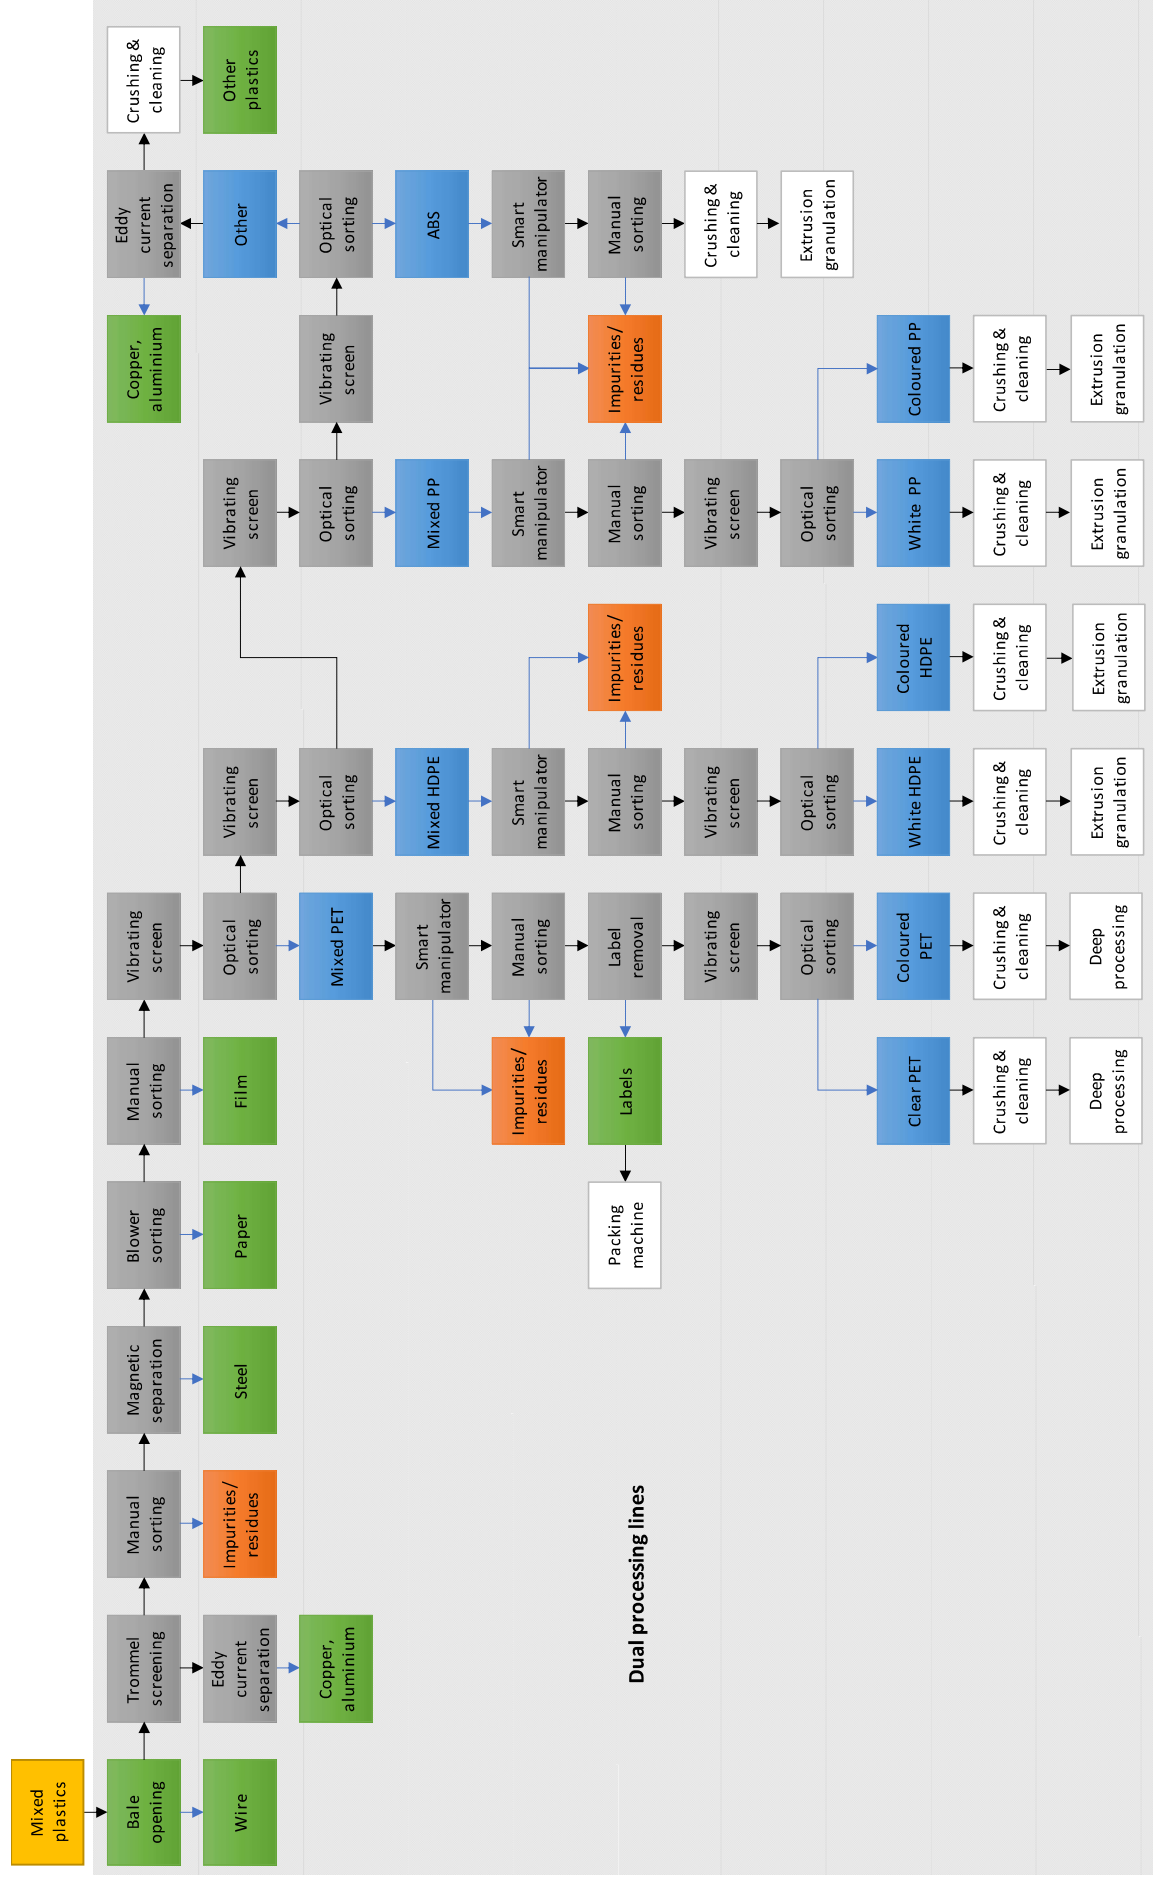 Mixed
plastics
Bale
opening
Trommel
screening
Manual
sorting
Magnetic
separation
Blower
sorting
Manual
sorting
Vibrating
screen
Copper,
aluminium
Eddy
current
separation
Crushing &
cleaning
Wire
Eddy
current
separation
Impurities/
residues
Steel
Paper
Film
Optical
sorting
Vibrating
screen
Vibrating
screen
Other
Other
plastics
Copper,
aluminium
Mixed PET
Optical
sorting
Optical
sorting
Vibrating
screen
Optical
sorting
Smart
manipulator
Mixed HDPE
Mixed PP
ABS
Impurities/
residues
Manual
sorting
Smart
manipulator
Smart
manipulator
Smart
manipulator
Dual processing lines
Packing
machine
Labels
Label
removal
Manual
sorting
Impurities/
residues
Manual
sorting
Impurities/
residues
Manual
sorting
Vibrating
screen
Vibrating
screen
Vibrating
screen
Crushing &
cleaning
Optical
sorting
Optical
sorting
Optical
sorting
Extrusion
granulation
Clear PET
Coloured
PET
White HDPE
Coloured
HDPE
White PP
Coloured PP
Crushing &
cleaning
Crushing &
cleaning
Crushing &
cleaning
Crushing &
cleaning
Crushing &
cleaning
Crushing &
cleaning
Deep
processing
Deep
processing
Extrusion
granulation
Extrusion
granulation
Extrusion
granulation
Extrusion
granulation